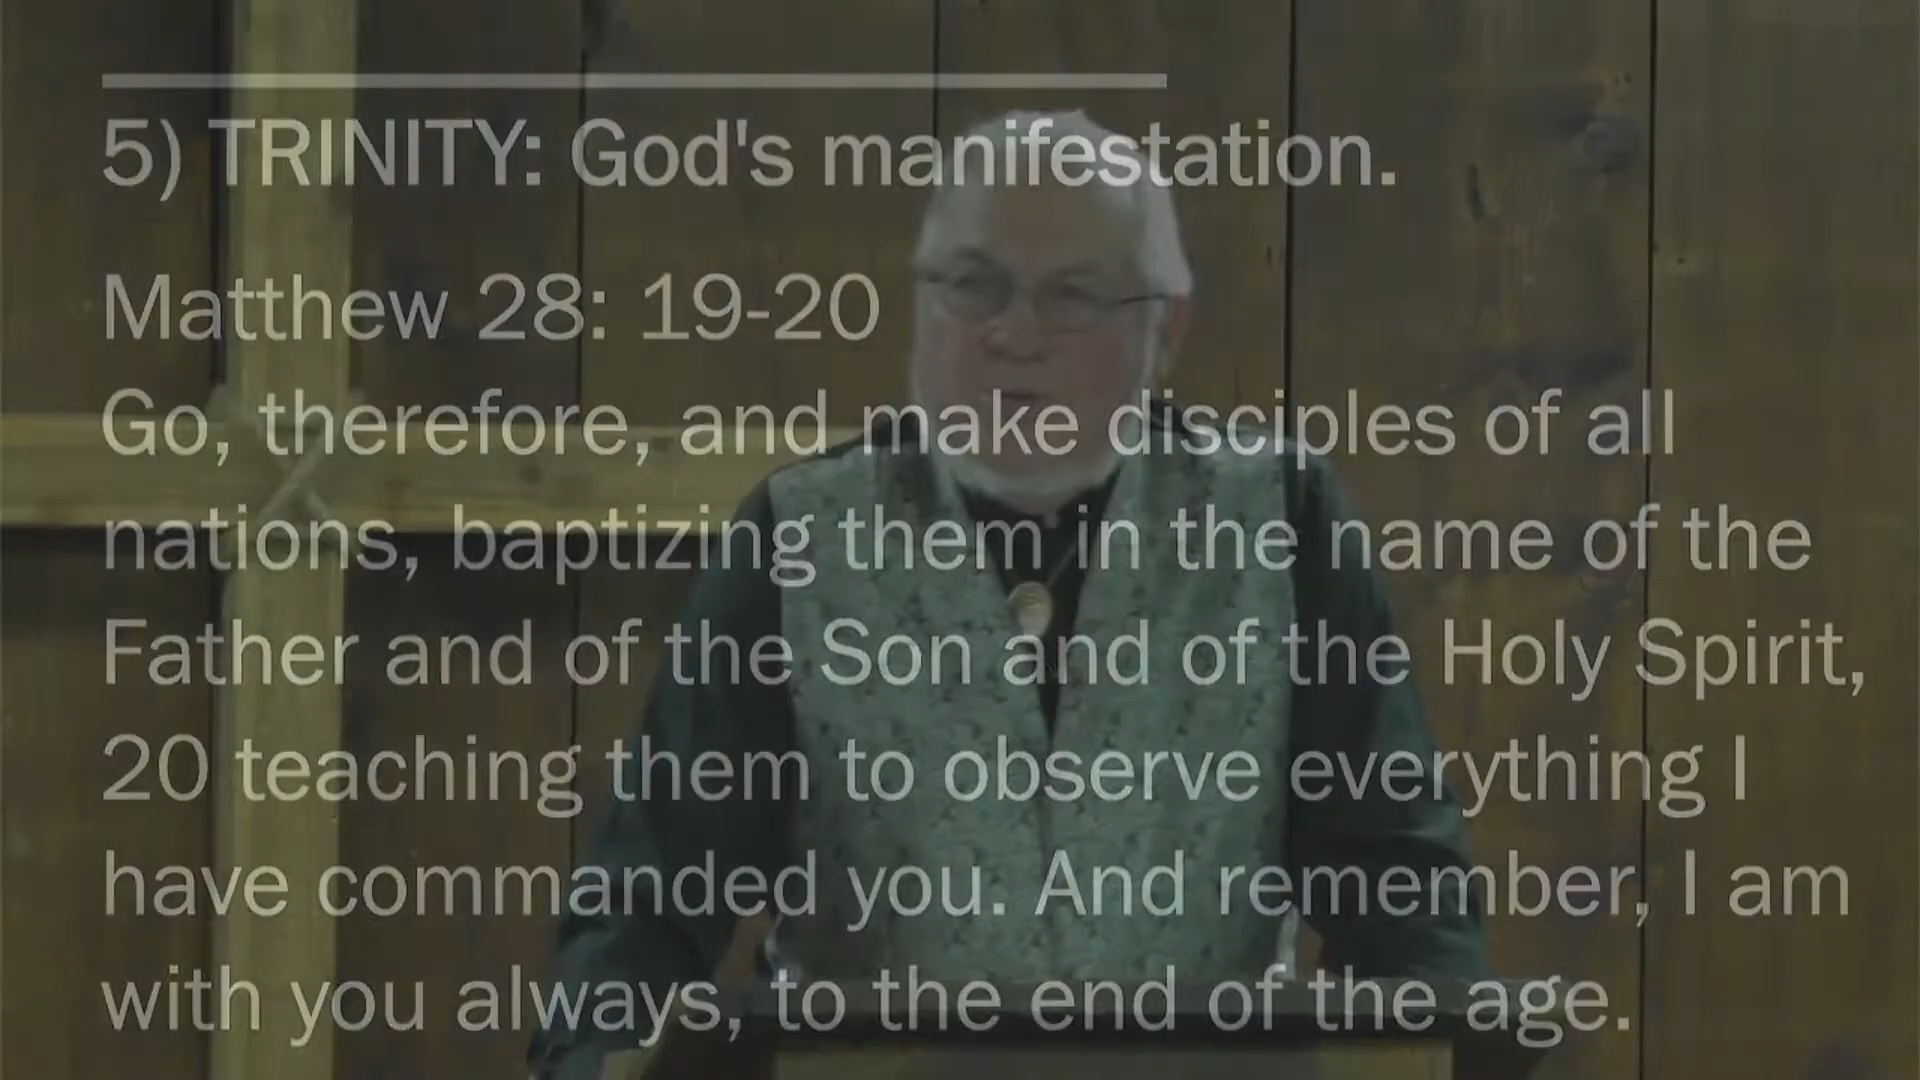 5) TRINITY: God's manifestation.
Matthew 28: 19-20
Go, therefore, and make disciples of all
nations, baptizing them in the name of the
Father and of the Son and of the Holy Spirit,
20 teaching them to observe everything I
have commanded you. And remember, I am
with you always, to the end of the age.